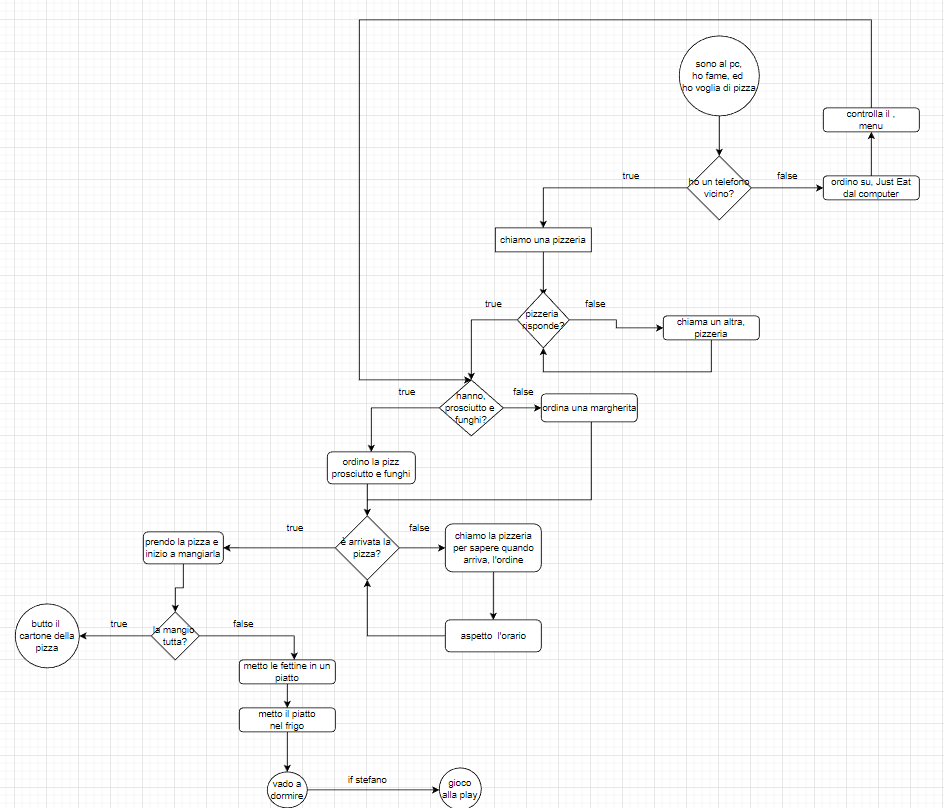 sono al pc,
ho fame, ed
ho voglia di pizza
controlla il ,
menu
true
ho un telefono
vicino?
false
ordino su, Just Eat
dal computer
chiamo una pizzeria
true
false
pizzeria
risponde?
chiama un altra,
pizzeria
true
hanno,
prosciutto e
funghi?
false
ordina una margherita
ordino la pizz
prosciutto e funghi
true
false
è arrivata la
pizza?
chiamo la pizzeria
per sapere quando
arriva, l'ordine
prendo la pizza e
inizio a mangiarla
aspetto l'orario
butto il
cartone della
pizza
true
la mangio
tutta?
false
metto le fettine in un
piatto
metto il piatto
nel frigo
vado a
dormire
if stefano
gioco
alla play